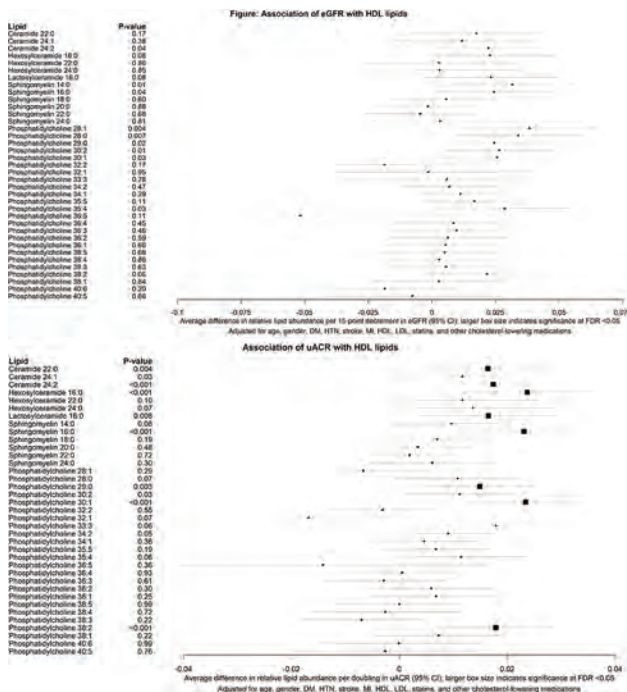 Figure: Association of eGFR with HDL lipids
Lipid P-value
Ceramide 22:0 0.17
Ceramide 24:1 0.38
Ceramide 24:2 0.04
Hexosylceramide 16:0 0.08
Hexosylceramide 22:0 0.86
Hexosylceramide 24:0 0.85
Lactosylceramide 16:0 0.08
Sphingomyelin 14:0 0.01
Sphingomyelin 16:0 0.04
Sphingomyelin 18:0 0.60
Sphingomyelin 20:0 0.88
Sphingomyelin 22:0 0.68
Sphingomyelin 24:0 0.81
Phosphatidylcholine 28:1 0.004
Phosphatidylcholine 28:0 0.007
Phosphatidylcholine 29:0 0.02
Phosphatidylcholine 30:2 0.01
Phosphatidylcholine 30:1 0.03
Phosphatidylcholine 32:2 0.17
Phosphatidylcholine 32:1 0.95
Phosphatidylcholine 33:3 0.78
Phosphatidylcholine 34:2 0.47
Phosphatidylcholine 34:1 0.39
Phosphatidylcholine 35:5 0.11
Phosphatidylcholine 35:4 0.03
Phosphatidylcholine 36:5 0.11
Phosphatidylcholine 36:4 0.45
Phosphatidylcholine 36:3 0.46
Phosphatidylcholine 36:2 0.59
Phosphatidylcholine 36:1 0.60
Phosphatidylcholine 38:5 0.68
Phosphatidylcholine 38:4 0.86
Phosphatidylcholine 38:3 0.63
Phosphatidylcholine 38:2 0.06
Phosphatidylcholine 38:1 0.84
Phosphatidylcholine 40:6 0.20
Phosphatidylcholine 40:5 0.66
-0.1 -0.075 -0.05 -0.025 0 0.025 0.05 0.075
Average difference in relative lipid abundance per 15-point decrement in eGFR (95% CI); larger box size indicates significance at FDR <0.05
Adjusted for age, gender, DM, HTN, stroke, MI, HDL, LDL, statins, and other cholesterol-lowering medications
Association of uACR with HDL lipids
Lipid P-value
Ceramide 22:0 0.004
Ceramide 24:1 0.03
Ceramide 24:2 <0.001
Hexosylceramide 16:0 <0.001
Hexosylceramide 22:0 0.10
Hexosylceramide 24:0 0.07
Lactosylceramide 16:0 0.008
Sphingomyelin 14:0 0.08
Sphingomyelin 16:0 <0.001
Sphingomyelin 18:0 0.19
Sphingomyelin 20:0 0.48
Sphingomyelin 22:0 0.72
Sphingomyelin 24:0 0.30
Phosphatidylcholine 28:1 0.29
Phosphatidylcholine 28:0 0.07
Phosphatidylcholine 29:0 0.003
Phosphatidylcholine 30:2 0.03
Phosphatidylcholine 30:1 <0.001
Phosphatidylcholine 32:2 0.55
Phosphatidylcholine 32:1 0.07
Phosphatidylcholine 33:3 0.06
Phosphatidylcholine 34:2 0.05
Phosphatidylcholine 34:1 0.38
Phosphatidylcholine 35:5 0.19
Phosphatidylcholine 35:4 0.06
Phosphatidylcholine 36:5 0.36
Phosphatidylcholine 36:4 0.93
Phosphatidylcholine 36:3 0.61
Phosphatidylcholine 36:2 0.30
Phosphatidylcholine 36:1 0.25
Phosphatidylcholine 38:5 0.99
Phosphatidylcholine 38:4 0.72
Phosphatidylcholine 38:3 0.22
Phosphatidylcholine 38:2 <0.001
Phosphatidylcholine 38:1 0.22
Phosphatidylcholine 40:6 0.99
Phosphatidylcholine 40:5 0.76
-0.04 -0.02 0 0.02 0.04
Average difference in relative lipid abundance per doubling in uACR (95% CI); larger box size indicates significance at FDR <0.05
Adjusted for age, gender, DM, HTN, stroke, MI, HDL, LDL, statins, and other cholesterol-lowering medications